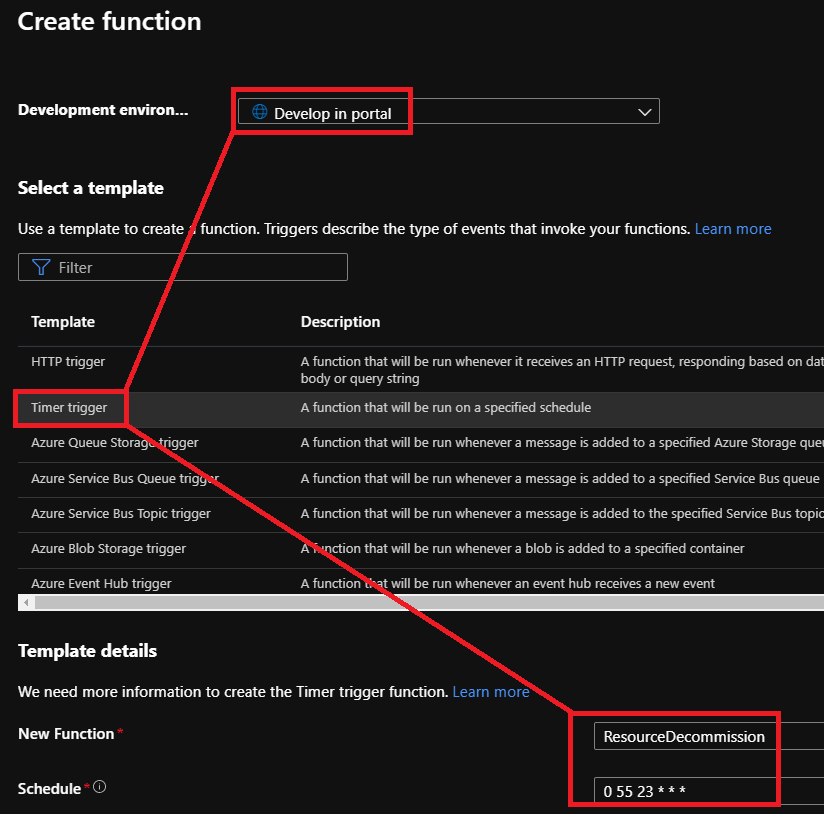 Create function
Development environ... Develop in portal
Select a template
Use a template to create a function. Triggers describe the type of events that invoke your functions. Learn more
Filter
Template Description
HTTP trigger A function that will be run whenever it receives an HTTP request, responding based on dat
body or query string
Timer trigger A function that will be run on a specified schedule
Azure Queue Storage trigger A function that will be run whenever a message is added to a specified Azure Storage queu
Azure Service Bus Queue trigger A function that will be run whenever a message is added to a specified Service Bus queue
Azure Service Bus Topic trigger A function that will be run whenever a message is added to the specified Service Bus topic
Azure Blob Storage trigger A function that will be run whenever a blob is added to a specified container
Azure Event Hub trigger A function that will be run whenever an event hub receives a new event
Template details
We need more information to create the Timer trigger function. Learn more
New Function * ResourceDecommission
Schedule * 0 55 23 * * *